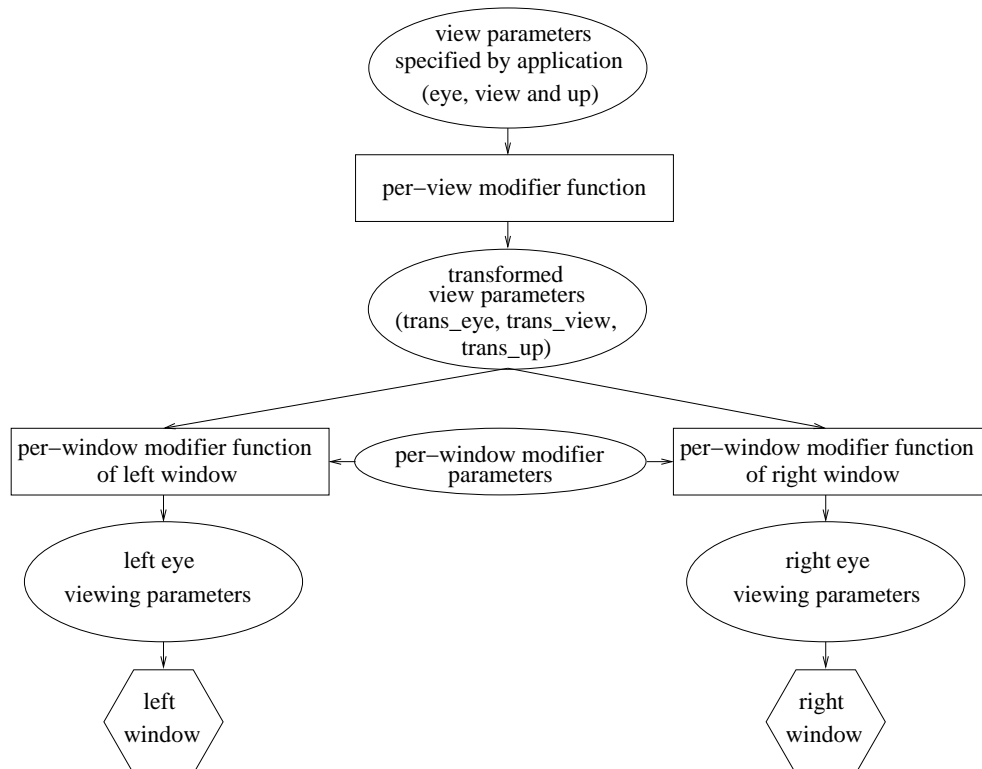 view parameters
specified by application
(eye, view and up)
per−view modifier function
transformed
view parameters
(trans_eye, trans_view,
trans_up)
per−window modifier function
of left window
per−window modifier
parameters
per−window modifier function
of right window
left eye
viewing parameters
right eye
viewing parameters
left
window
right
window